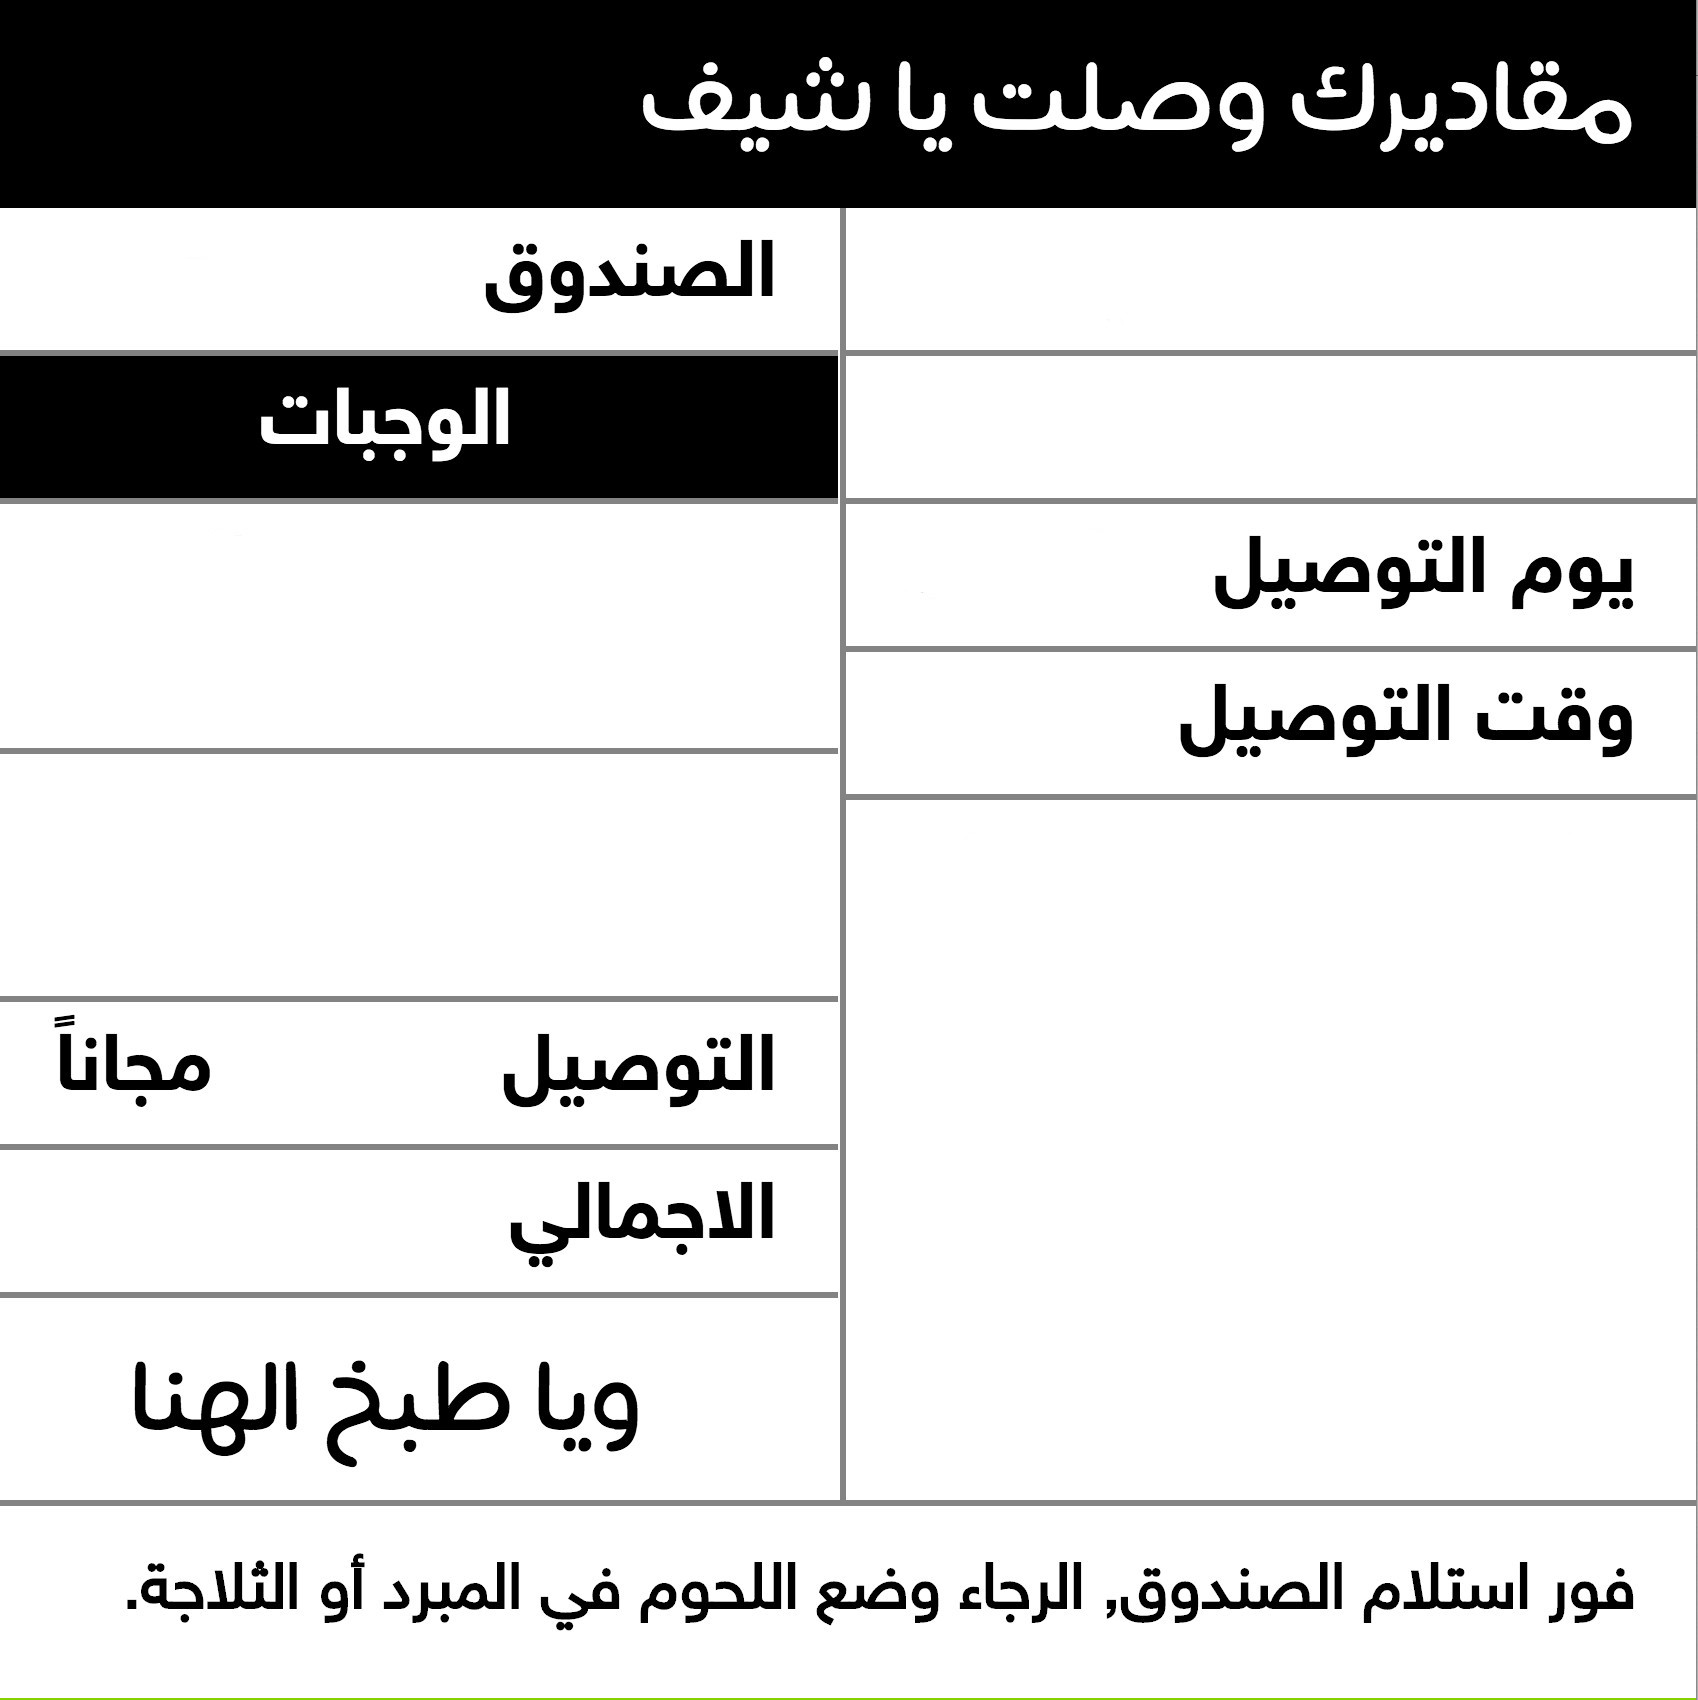 مقاديرك وصلت يا شيف
يوم التوصيل
وقت التوصيل
الصندوق
الوجبات
التوصيل مجاناً
الاجمالي
ويا طبخ الهنا
فور استلام الصندوق, الرجاء وضع اللحوم في المبرد أو الثلاجة.